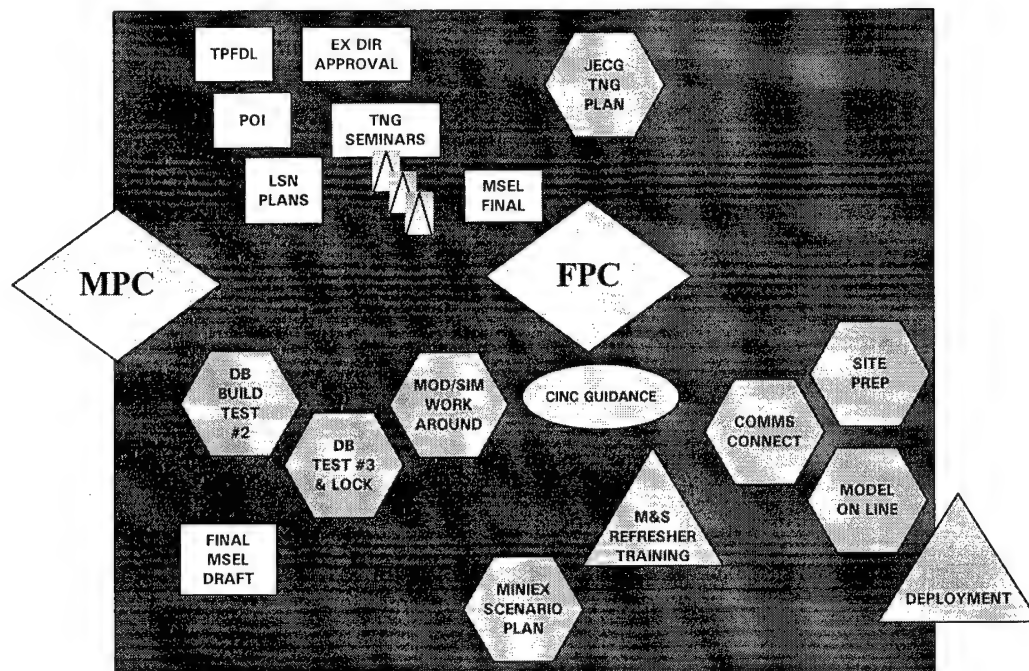 TPFDL
EX DIR
APPROVAL
JECG
TNG
PLAN
POI
TNG
SEMINARS
LSN
PLANS
MSEL
FINAL
MPC
FPC
DB
BUILD
TEST
#2
MOD/SIM
WORK
AROUND
CINC GUIDANCE
SITE
PREP
COMMS
CONNECT
DB
TEST #3
& LOCK
MODEL
ON LINE
M&S
REFRESHER
TRAINING
FINAL
MSEL
DRAFT
MINIEX
SCENARIO
PLAN
DEPLOYMENT